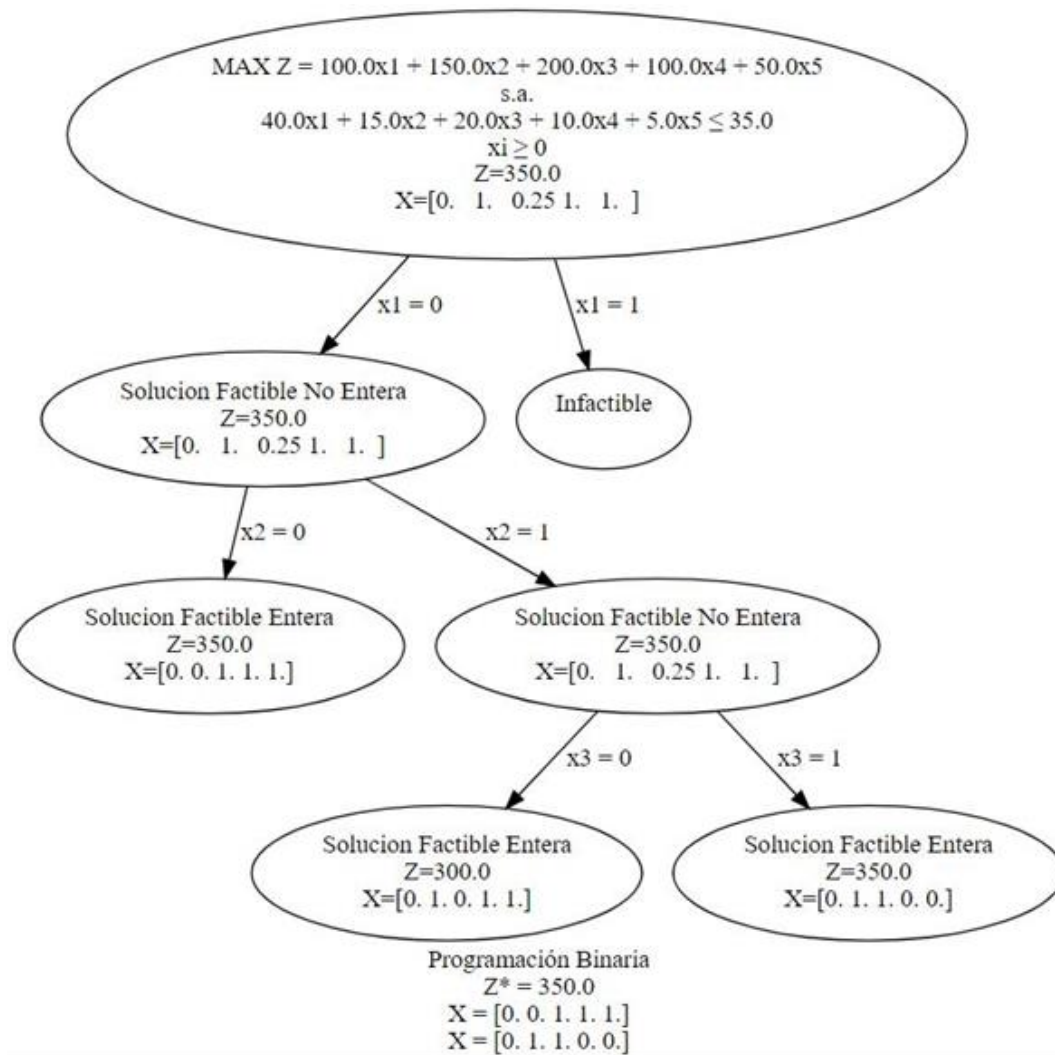 MAX Z = 100.0x1 + 150.0x2 + 200.0x3 + 100.0x4 + 50.0x5
s.a.
40.0x1 + 15.0x2 + 20.0x3 + 10.0x4 + 5.0x5 ≤ 35.0
xi ≥ 0
Z=350.0
X=[0. 1. 0.25 1. 1. ]
x1 = 0
x1 = 1
Solucion Factible No Entera
Z=350.0
X=[0. 1. 0.25 1. 1. ]
Infactible
x2 = 0
x2 = 1
Solucion Factible Entera
Z=350.0
X=[0. 0. 1. 1. 1.]
Solucion Factible No Entera
Z=350.0
X=[0. 1. 0.25 1. 1. ]
x3 = 0
x3 = 1
Solucion Factible Entera
Z=300.0
X=[0. 1. 0. 1. 1.]
Solucion Factible Entera
Z=350.0
X=[0. 1. 1. 0. 0.]
Programación Binaria
Z* = 350.0
X = [0. 0. 1. 1. 1.]
X = [0. 1. 1. 0. 0.]